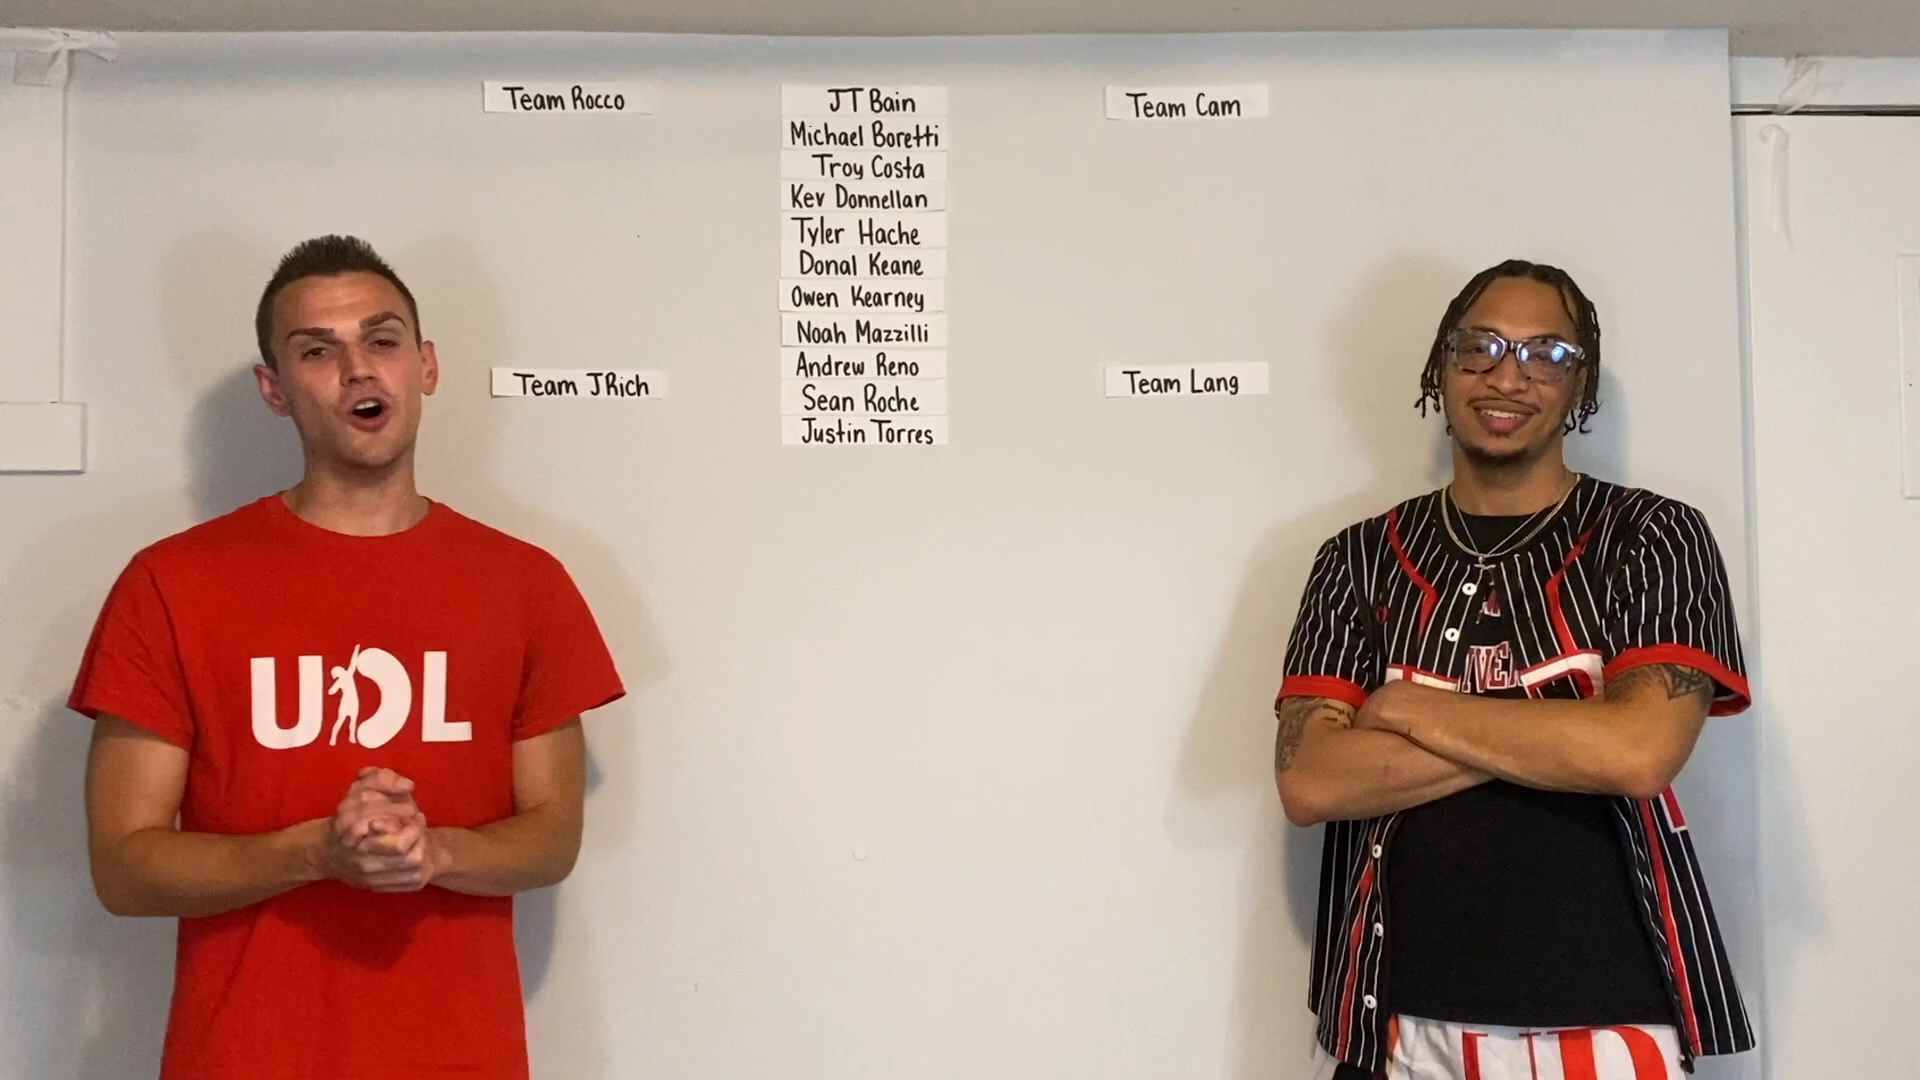 Team Rocco
JT Bain
Team Cam
Michael Boretti
Troy Costa
Kev Donnellan
Tyler Hache
Donal Keane
Owen Kearney
Noah Mazzilli
Andrew Reno
Team JRich
Team Lang
Sean Roche
Justin Torres
UDL